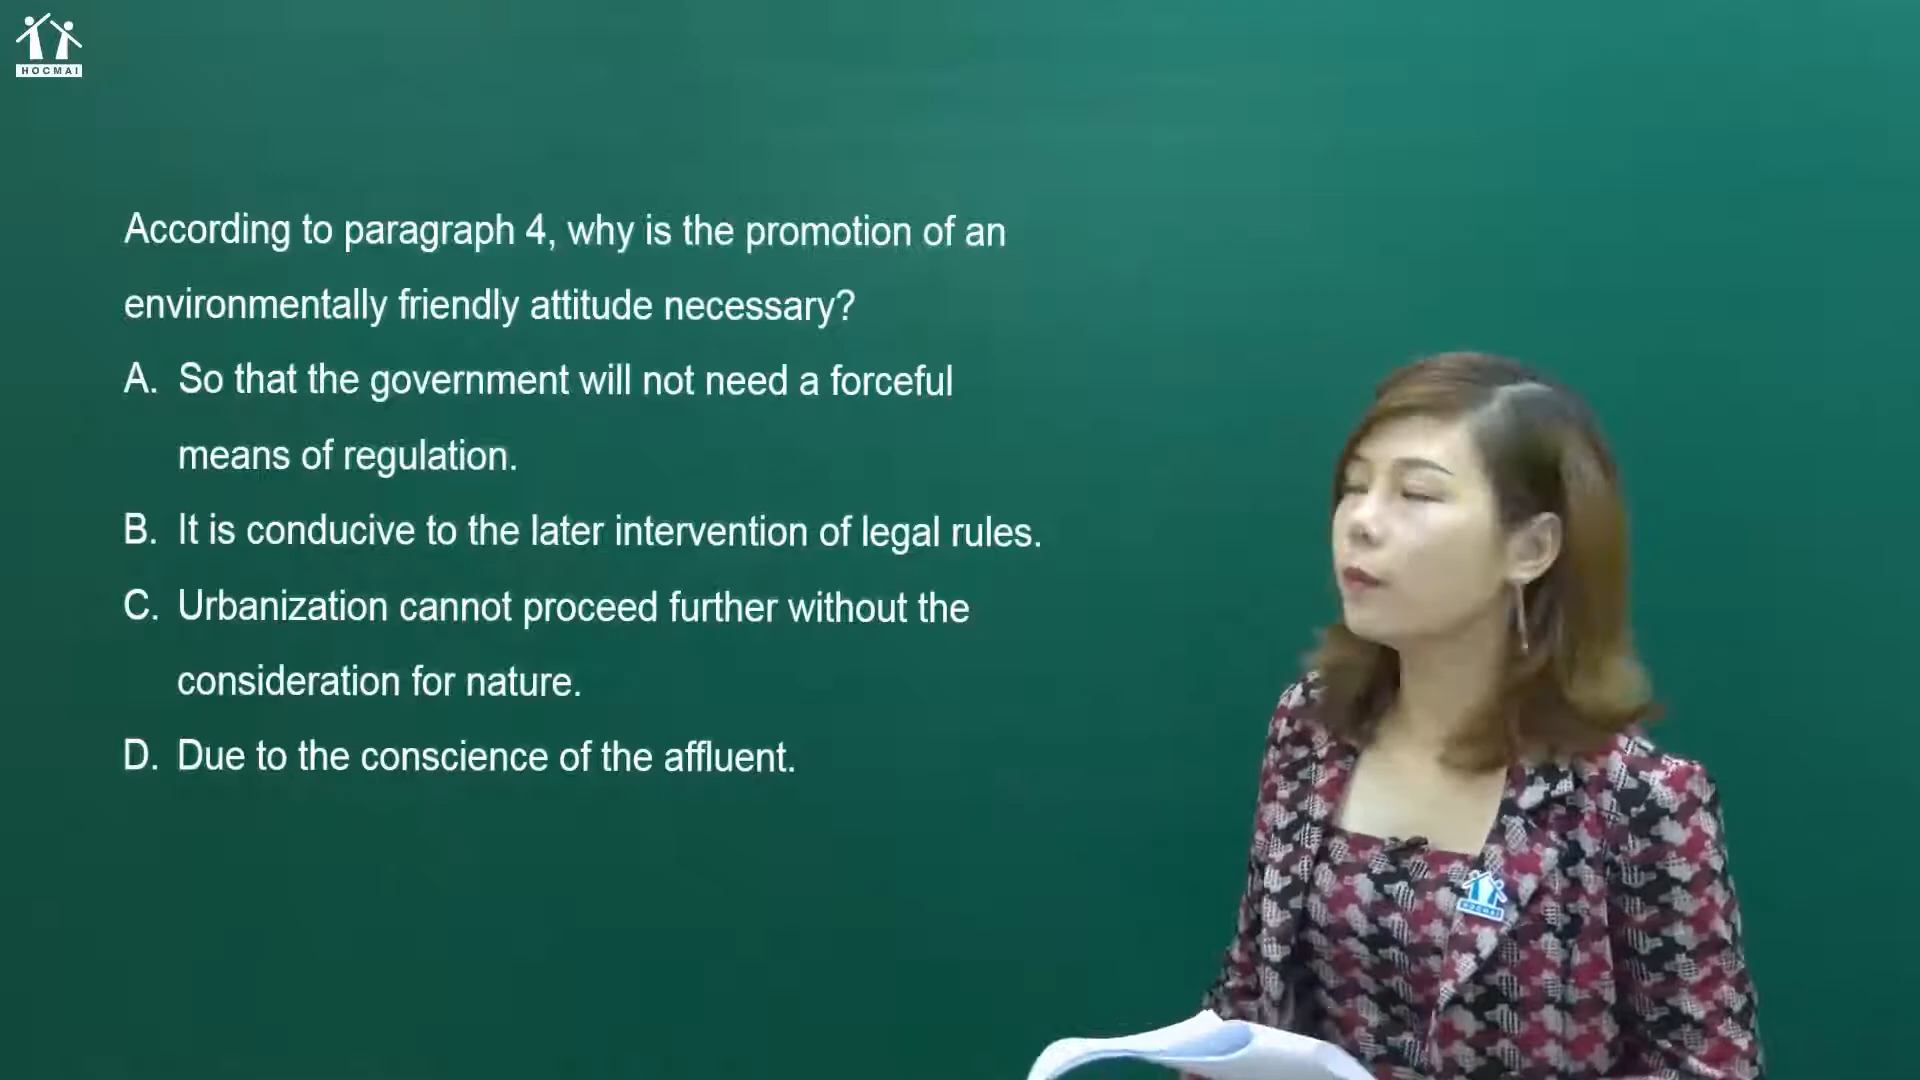 HOCMAI
According to paragraph 4, why is the promotion of an
environmentally friendly attitude necessary?
A. So that the government will not need a forceful
means of regulation.
B. It is conducive to the later intervention of legal rules.
C. Urbanization cannot proceed further without the
consideration for nature.
D. Due to the conscience of the affluent.
HOCMAI